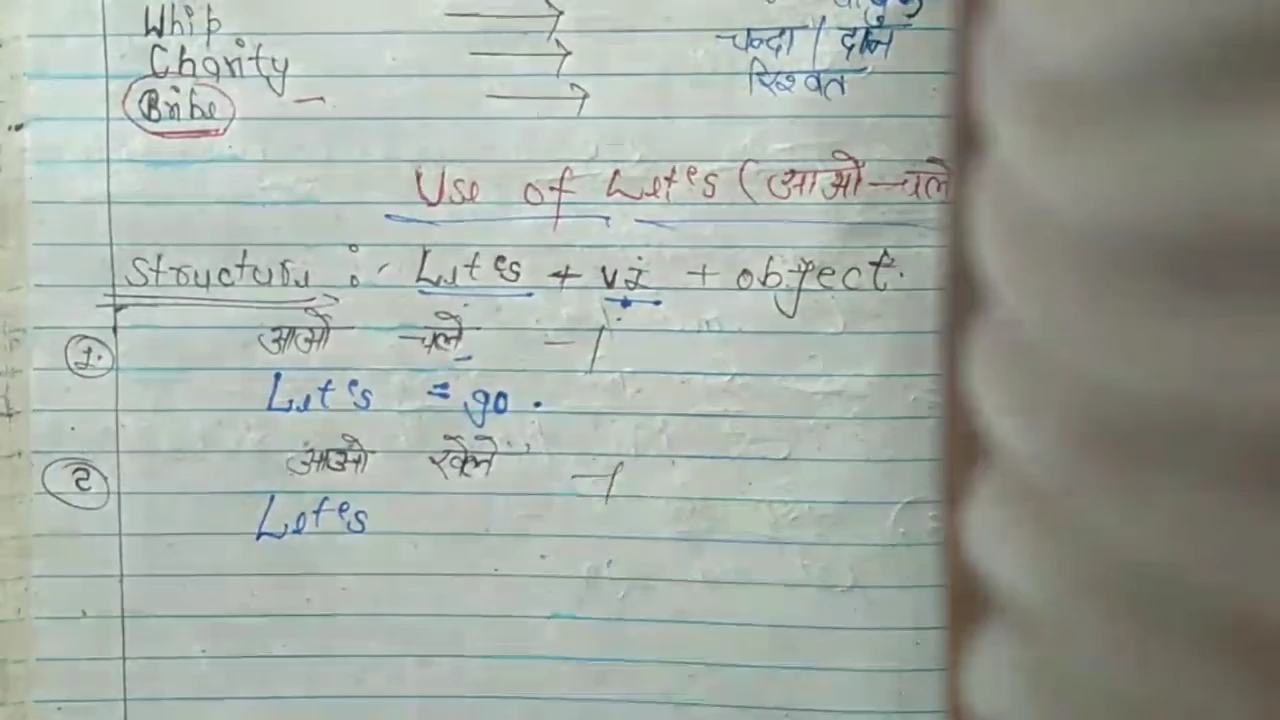 Whip →
Charity → चन्दा / दान
Bribe — → रिश्वत
Use of Let's (आओ-चले
Structure :- Let's + V1 + object.
1. आओ चले -।
Let's = go.
2 आओ खेले -।
Let's